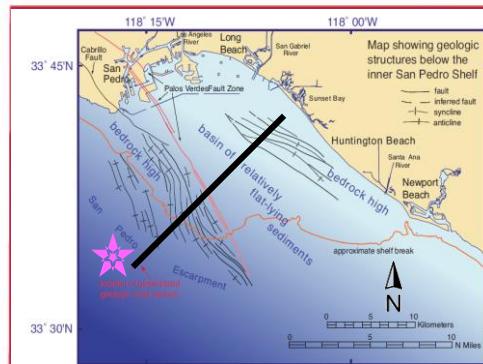 118° 15'
118° 00'
33° 45'
33° 30'
Map showing geologic
structures below the
inner San Pedro Shelf
fault
inferred fault
syncline
anticline
Cabrillo
Fault
San
Pedro
Los Angeles
River
Long
Beach
San Gabriel
River
Palos Verdes Fault Zone
Sunset Bay
Huntington Beach
Santa Ana
River
Newport
Beach
bedrock high
basin of relatively
flat-lying
sediments
bedrock high
San
Pedro
Escarpment
approximate shelf break
N
0 10
Kilometers
0 10
N Miles